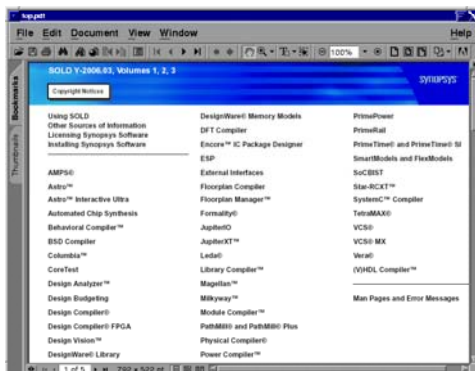 top.pdf
File Edit Document View Window Help
100%
Bookmarks
Thumbnails
SOLD Y-2006.03, Volumes 1, 2, 3
Copyright Notices
SYNOPSYS
Using SOLD
Other Sources of Information
Licensing Synopsys Software
Installing Synopsys Software
AMPS®
Astro™
Astro™ Interactive Ultra
Automated Chip Synthesis
Behavioral Compiler™
BSD Compiler
Columbia™
CoreTest
Design Analyzer™
Design Budgeting
Design Compiler®
Design Compiler® FPGA
Design Vision™
DesignWare® Library
DesignWare® Memory Models
DFT Compiler
Encore™ IC Package Designer
ESP
External Interfaces
Floorplan Compiler
Floorplan Manager™
Formality®
JupiterIO
JupiterXT™
Leda®
Library Compiler™
Magellan™
Milkyway™
Module Compiler™
PathMill® and PathMill® Plus
Physical Compiler®
Power Compiler™
PrimePower
PrimeRail
PrimeTime® and PrimeTime® SI
SmartModels and FlexModels
SoCBIST
Star-RCXT™
SystemC™ Compiler
TetraMAX®
VCS®
VCS® MX
Vera®
(V)HDL Compiler™
Man Pages and Error Messages
1 of 5 792 x 522 pt